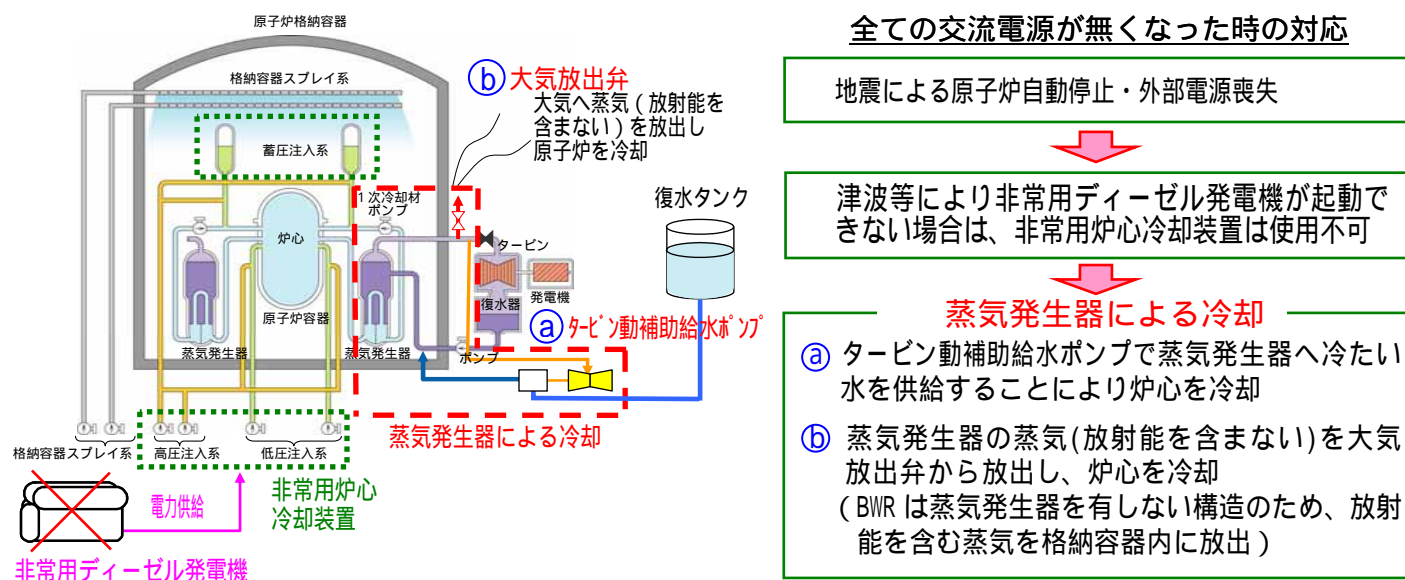 原子炉格納容器
格納容器スプレイ系
蓄圧注入系
ⓑ 大気放出弁
大気へ蒸気（放射能を
含まない）を放出し
原子炉を冷却
１次冷却材
ポンプ
炉心
原子炉容器
蒸気発生器
蒸気発生器
タービン
発電機
復水器
復水タンク
ⓐ ﾀｰﾋﾞﾝ動補助給水ﾎﾟﾝﾌﾟ
ポンプ
蒸気発生器による冷却
格納容器スプレイ系
高圧注入系
低圧注入系
電力供給
非常用炉心
冷却装置
非常用ディーゼル発電機
全ての交流電源が無くなった時の対応
地震による原子炉自動停止・外部電源喪失
津波等により非常用ディーゼル発電機が起動で
きない場合は、非常用炉心冷却装置は使用不可
蒸気発生器による冷却
ⓐ タービン動補助給水ポンプで蒸気発生器へ冷たい
水を供給することにより炉心を冷却
ⓑ 蒸気発生器の蒸気(放射能を含まない)を大気
放出弁から放出し、炉心を冷却
（BWR は蒸気発生器を有しない構造のため、放射
能を含む蒸気を格納容器内に放出）